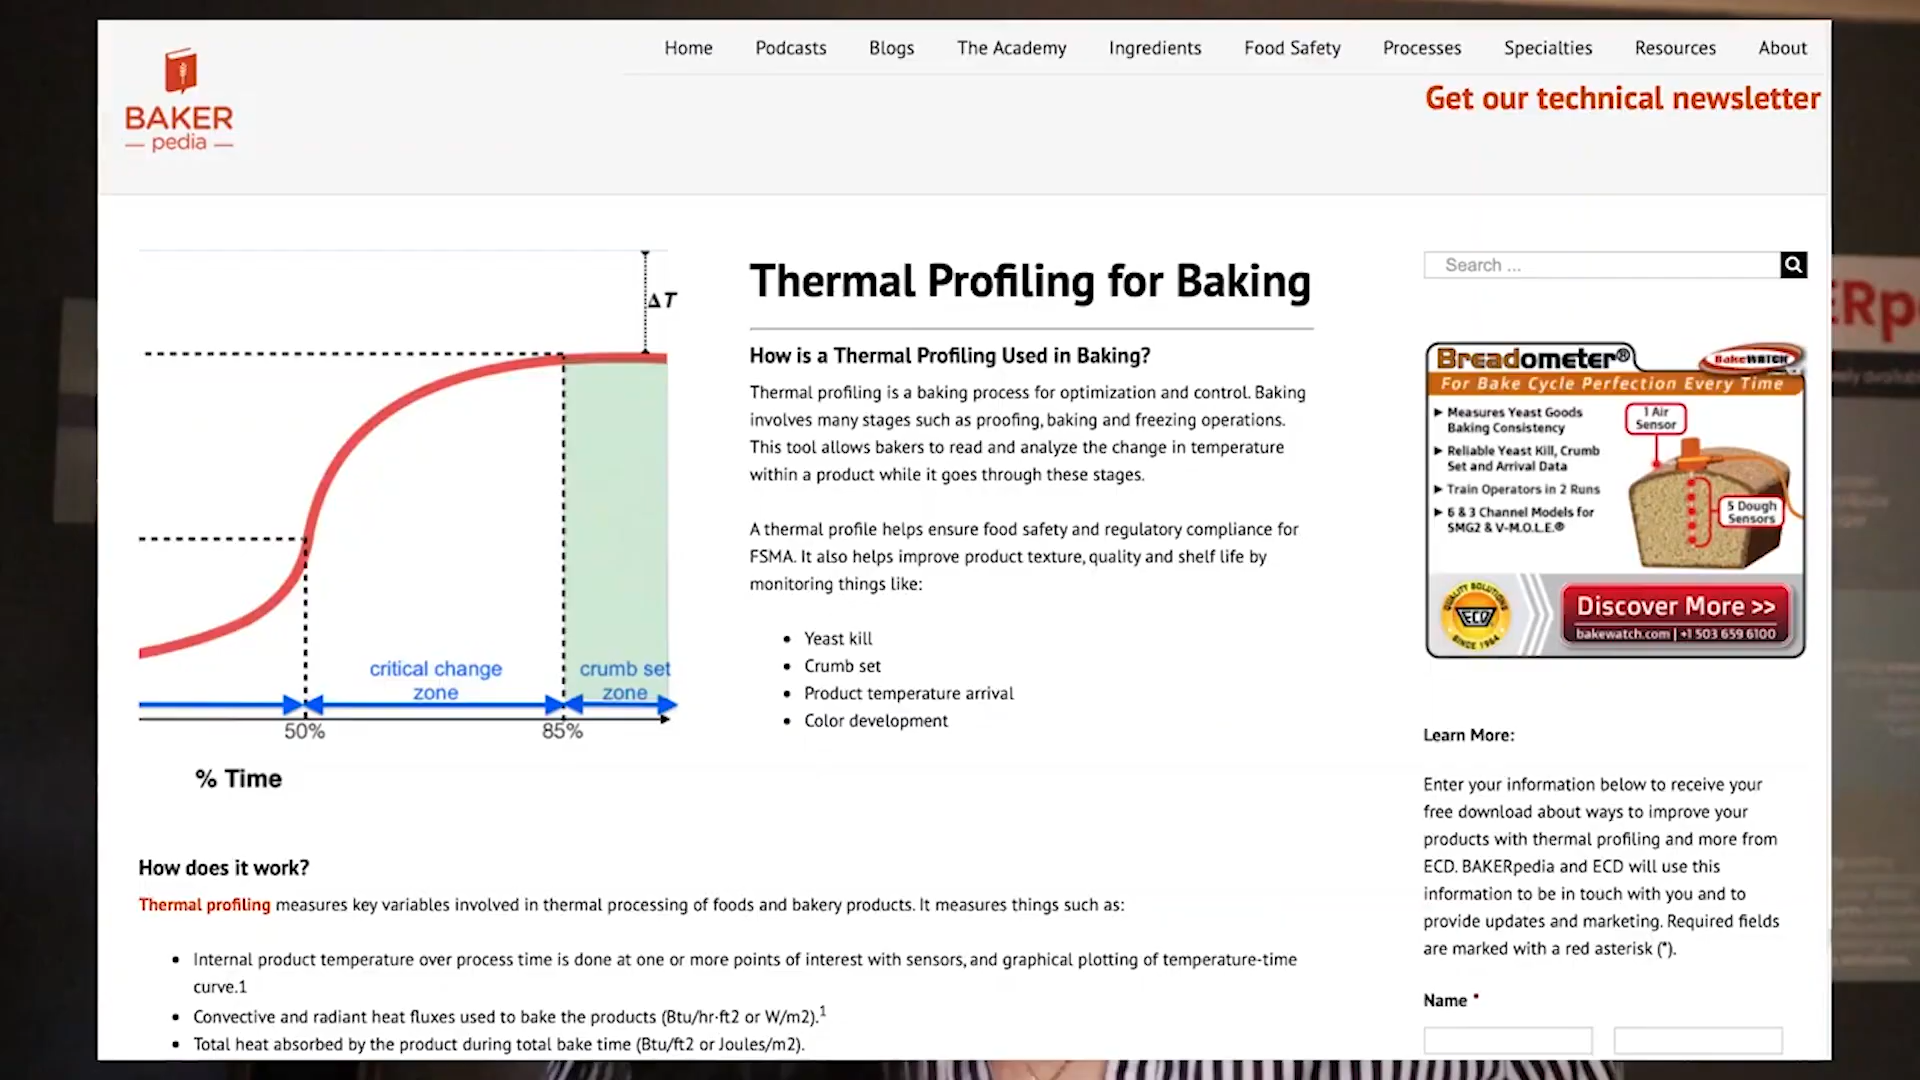 Home Podcasts Blogs The Academy Ingredients Food Safety Processes Specialties Resources About
BAKER
pedia
Get our technical newsletter
ΔT
critical change
zone
crumb set
zone
50%
85%
% Time
Thermal Profiling for Baking
How is a Thermal Profiling Used in Baking?
Thermal profiling is a baking process for optimization and control. Baking
involves many stages such as proofing, baking and freezing operations.
This tool allows bakers to read and analyze the change in temperature
within a product while it goes through these stages.
A thermal profile helps ensure food safety and regulatory compliance for
FSMA. It also helps improve product texture, quality and shelf life by
monitoring things like:
• Yeast kill
• Crumb set
• Product temperature arrival
• Color development
How does it work?
Thermal profiling measures key variables involved in thermal processing of foods and bakery products. It measures things such as:
• Internal product temperature over process time is done at one or more points of interest with sensors, and graphical plotting of temperature-time
curve.1
• Convective and radiant heat fluxes used to bake the products (Btu/hr·ft2 or W/m2).1
• Total heat absorbed by the product during total bake time (Btu/ft2 or Joules/m2).
Search ...
Breadometer®
BakeWATCH
For Bake Cycle Perfection Every Time
Measures Yeast Goods
Baking Consistency
Reliable Yeast Kill, Crumb
Set and Arrival Data
Train Operators in 2 Runs
6 & 3 Channel Models for
SMG2 & V-M.O.L.E.®
1 Air
Sensor
5 Dough
Sensors
QUALITY SOLUTIONS
ECD
SINCE 1964
Discover More >>
bakewatch.com | +1 503 659 6100
Learn More:
Enter your information below to receive your
free download about ways to improve your
products with thermal profiling and more from
ECD. BAKERpedia and ECD will use this
information to be in touch with you and to
provide updates and marketing. Required fields
are marked with a red asterisk (*).
Name *